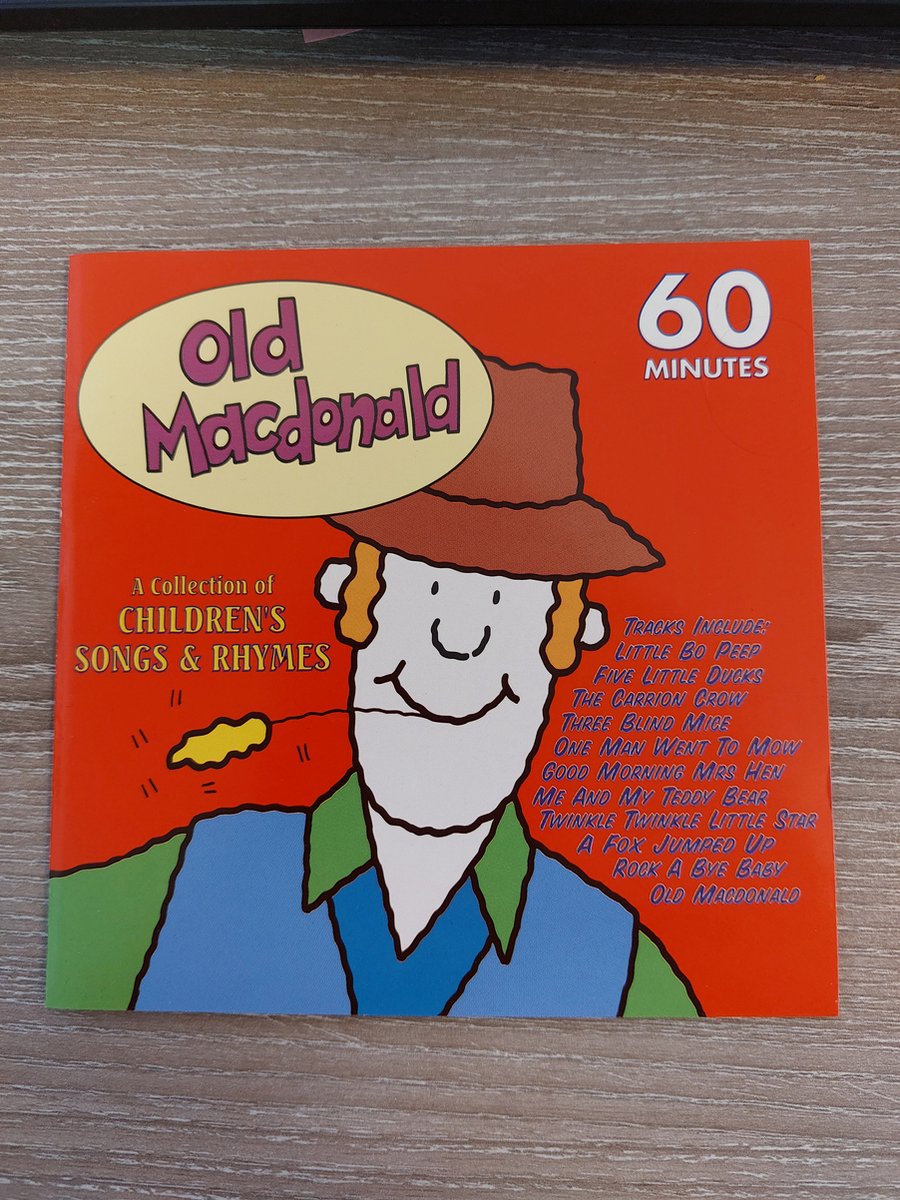 Old
Macdonald
60
MINUTES
A Collection of
CHILDREN'S
SONGS & RHYMES
TRACKS INCLUDE:
LITTLE BO PEEP
FIVE LITTLE DUCKS
THE CARRION CROW
THREE BLIND MICE
ONE MAN WENT TO MOW
GOOD MORNING MRS HEN
ME AND MY TEDDY BEAR
TWINKLE TWINKLE LITTLE STAR
A FOX JUMPED UP
ROCK A BYE BABY
OLD MACDONALD